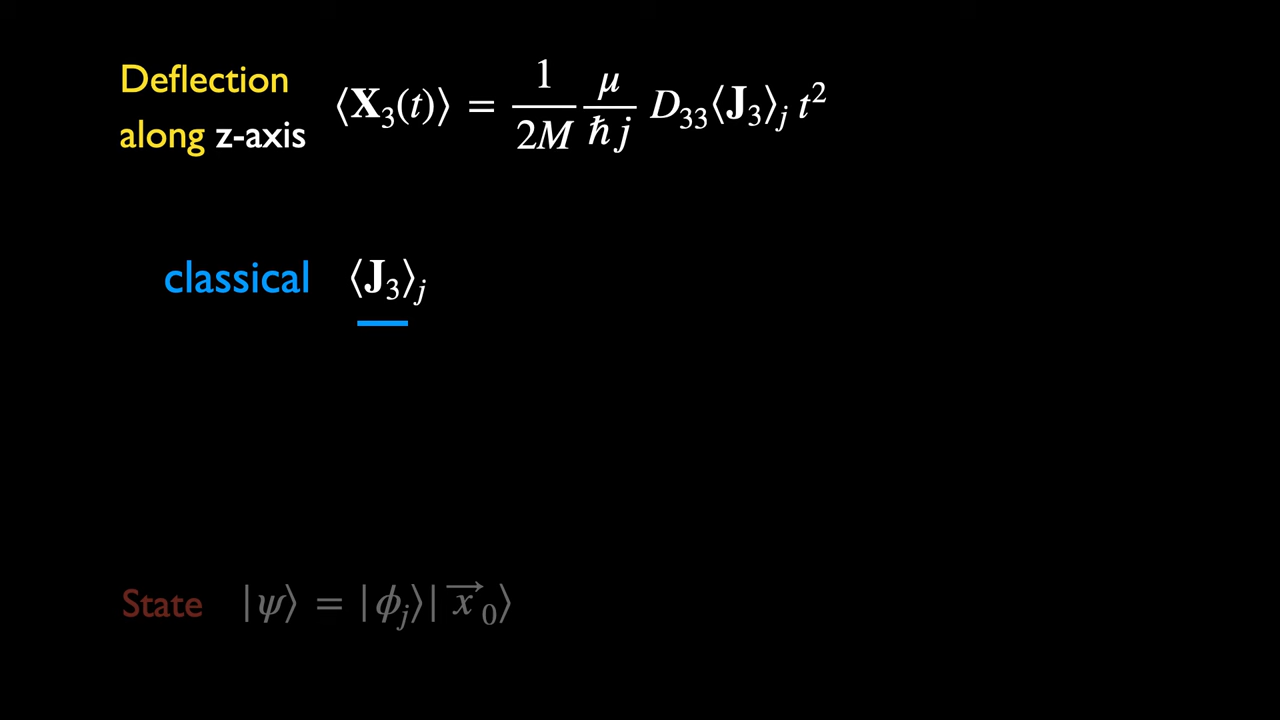 Deflection
along z-axis ⟨X₃(t)⟩ = 1/2M μ/ℏj D₃₃⟨J₃⟩ⱼ t²
classical ⟨J₃⟩ⱼ
State |ψ⟩ = |ϕⱼ⟩|x⃗₀⟩